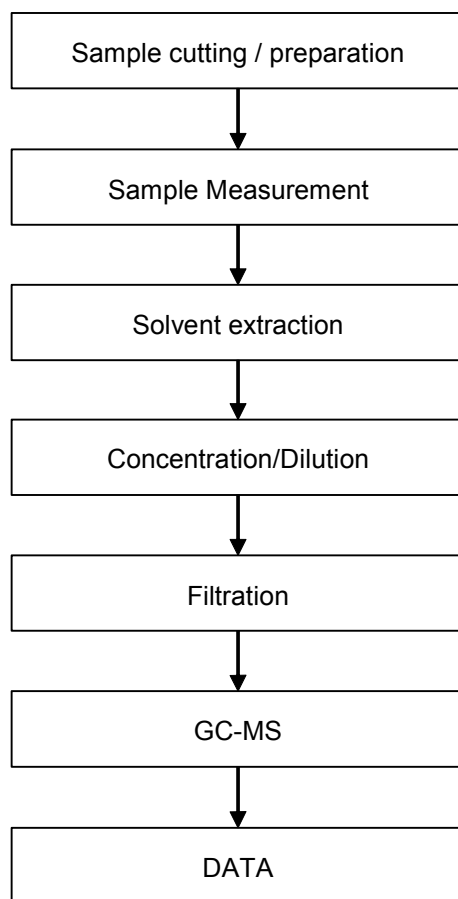 Sample cutting / preparation
Sample Measurement
Solvent extraction
Concentration/Dilution
Filtration
GC-MS
DATA